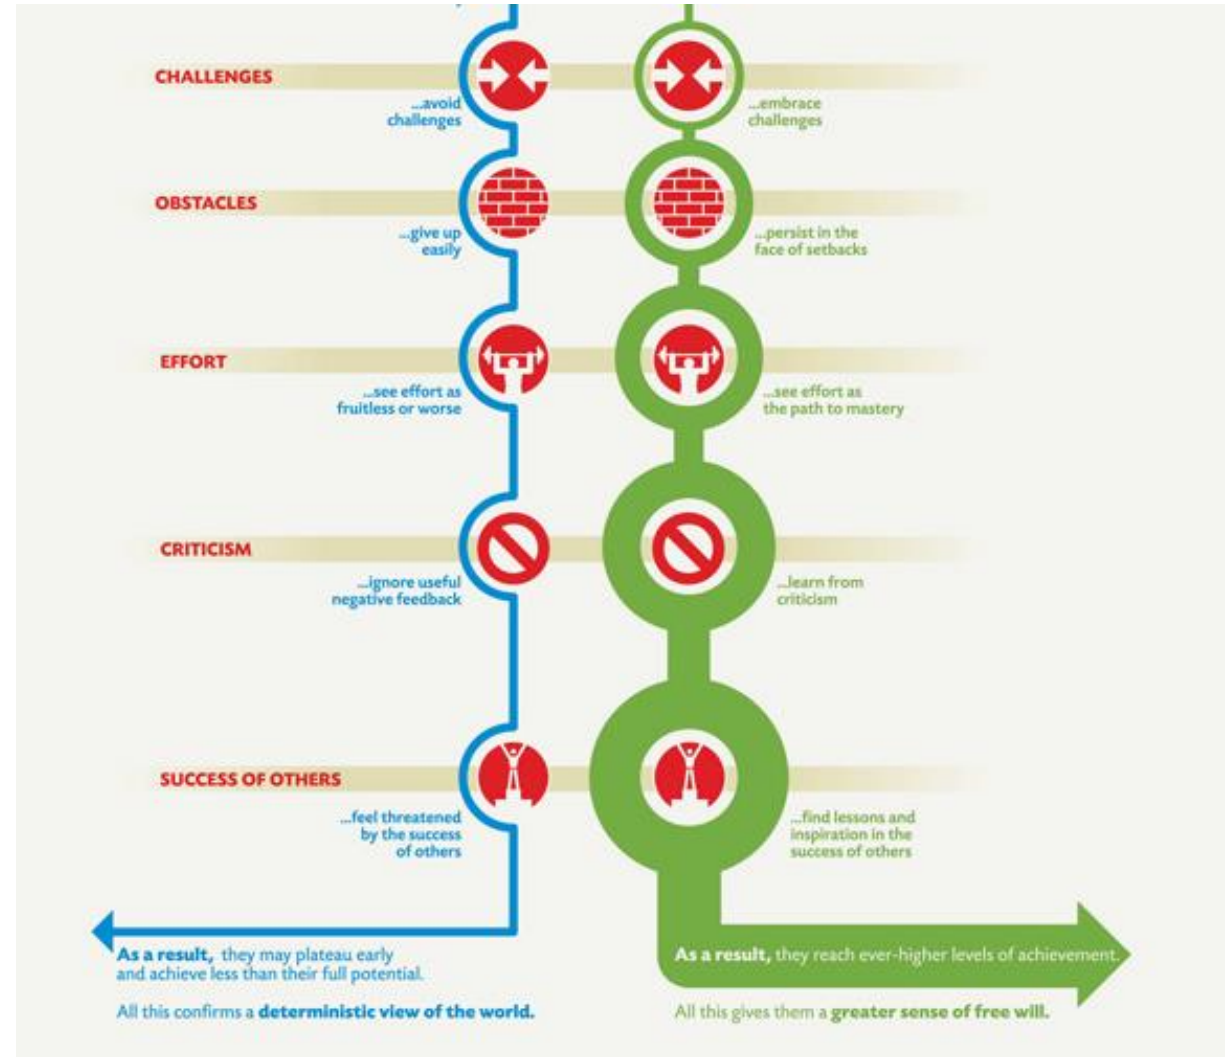 CHALLENGES
...avoid
challenges
...embrace
challenges
OBSTACLES
...give up
easily
...persist in the
face of setbacks
EFFORT
...see effort as
fruitless or worse
...see effort as
the path to mastery
CRITICISM
...ignore useful
negative feedback
...learn from
criticism
SUCCESS OF OTHERS
...feel threatened
by the success
of others
...find lessons and
inspiration in the
success of others
As a result, they may plateau early
and achieve less than their full potential.
All this confirms a deterministic view of the world.
As a result, they reach ever-higher levels of achievement.
All this gives them a greater sense of free will.